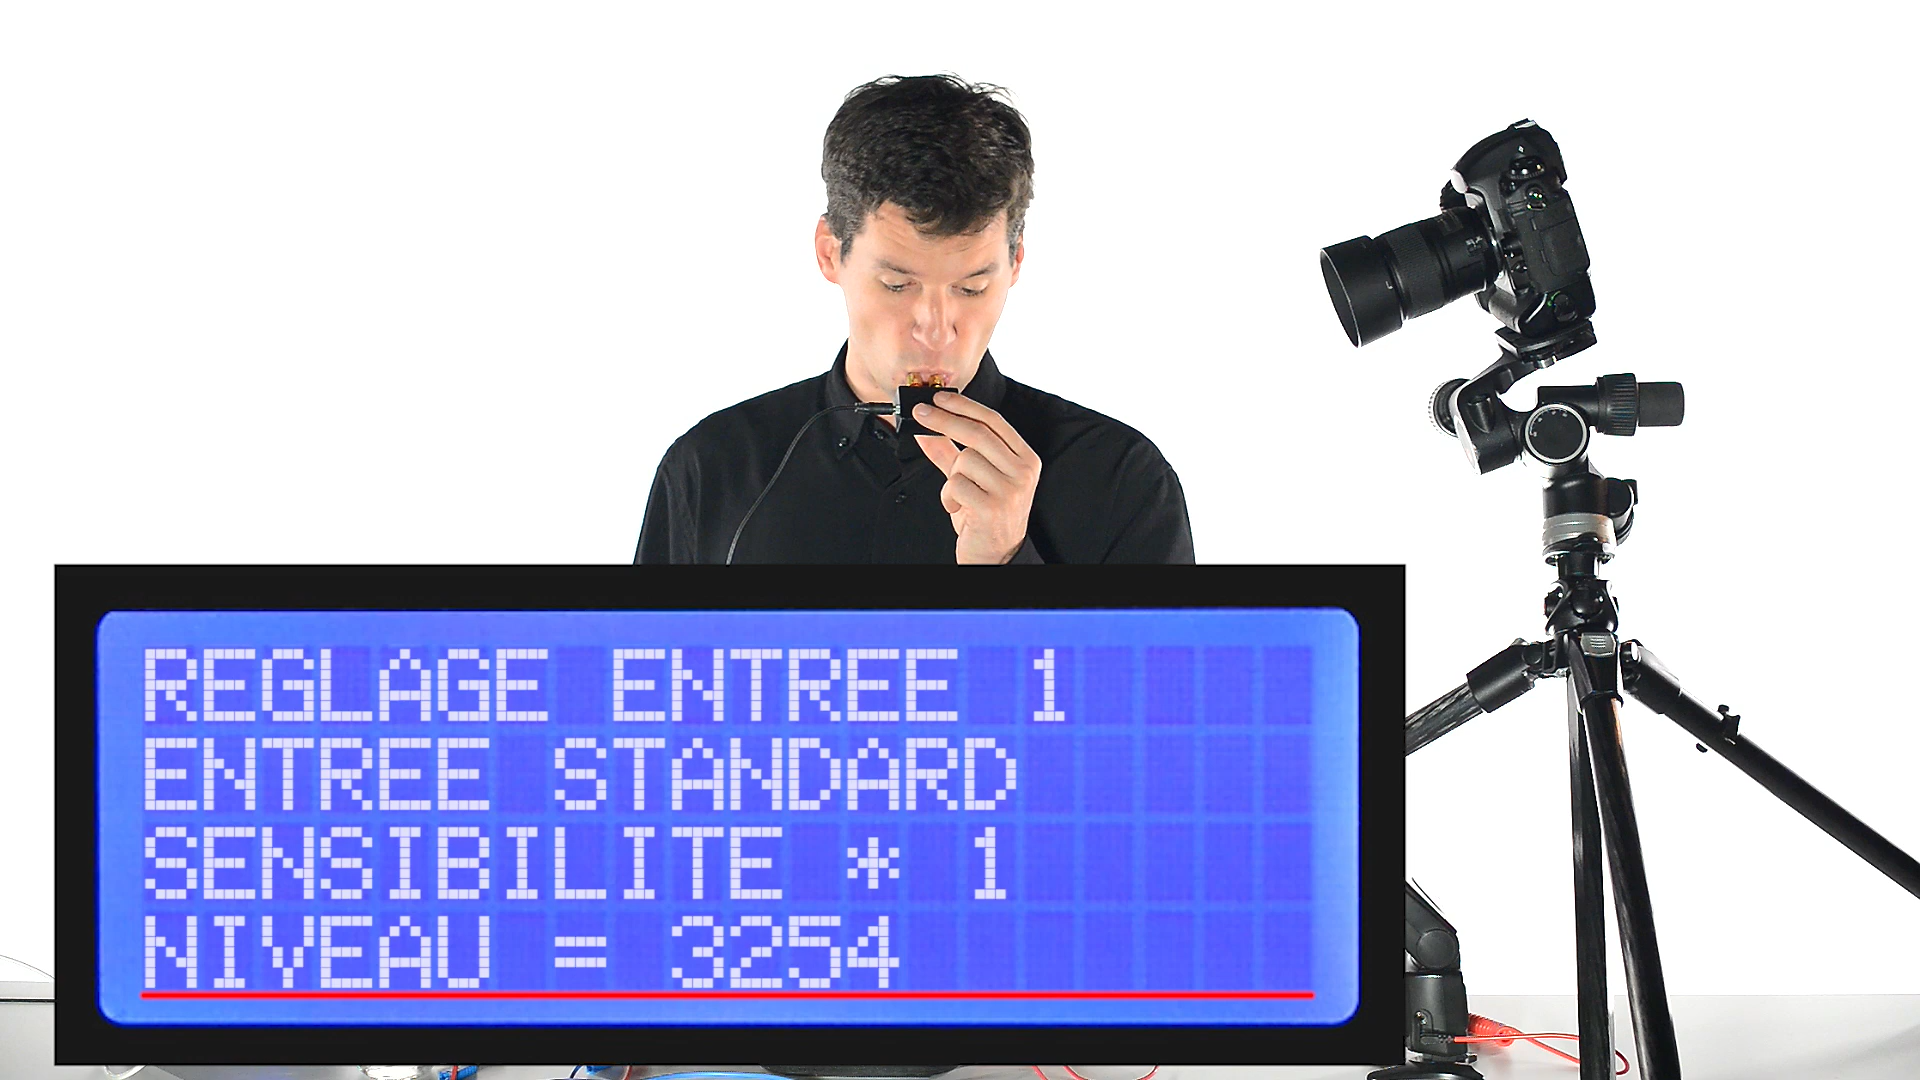 REGLAGE ENTREE 1
ENTREE STANDARD
SENSIBILITE * 1
NIVEAU = 3254